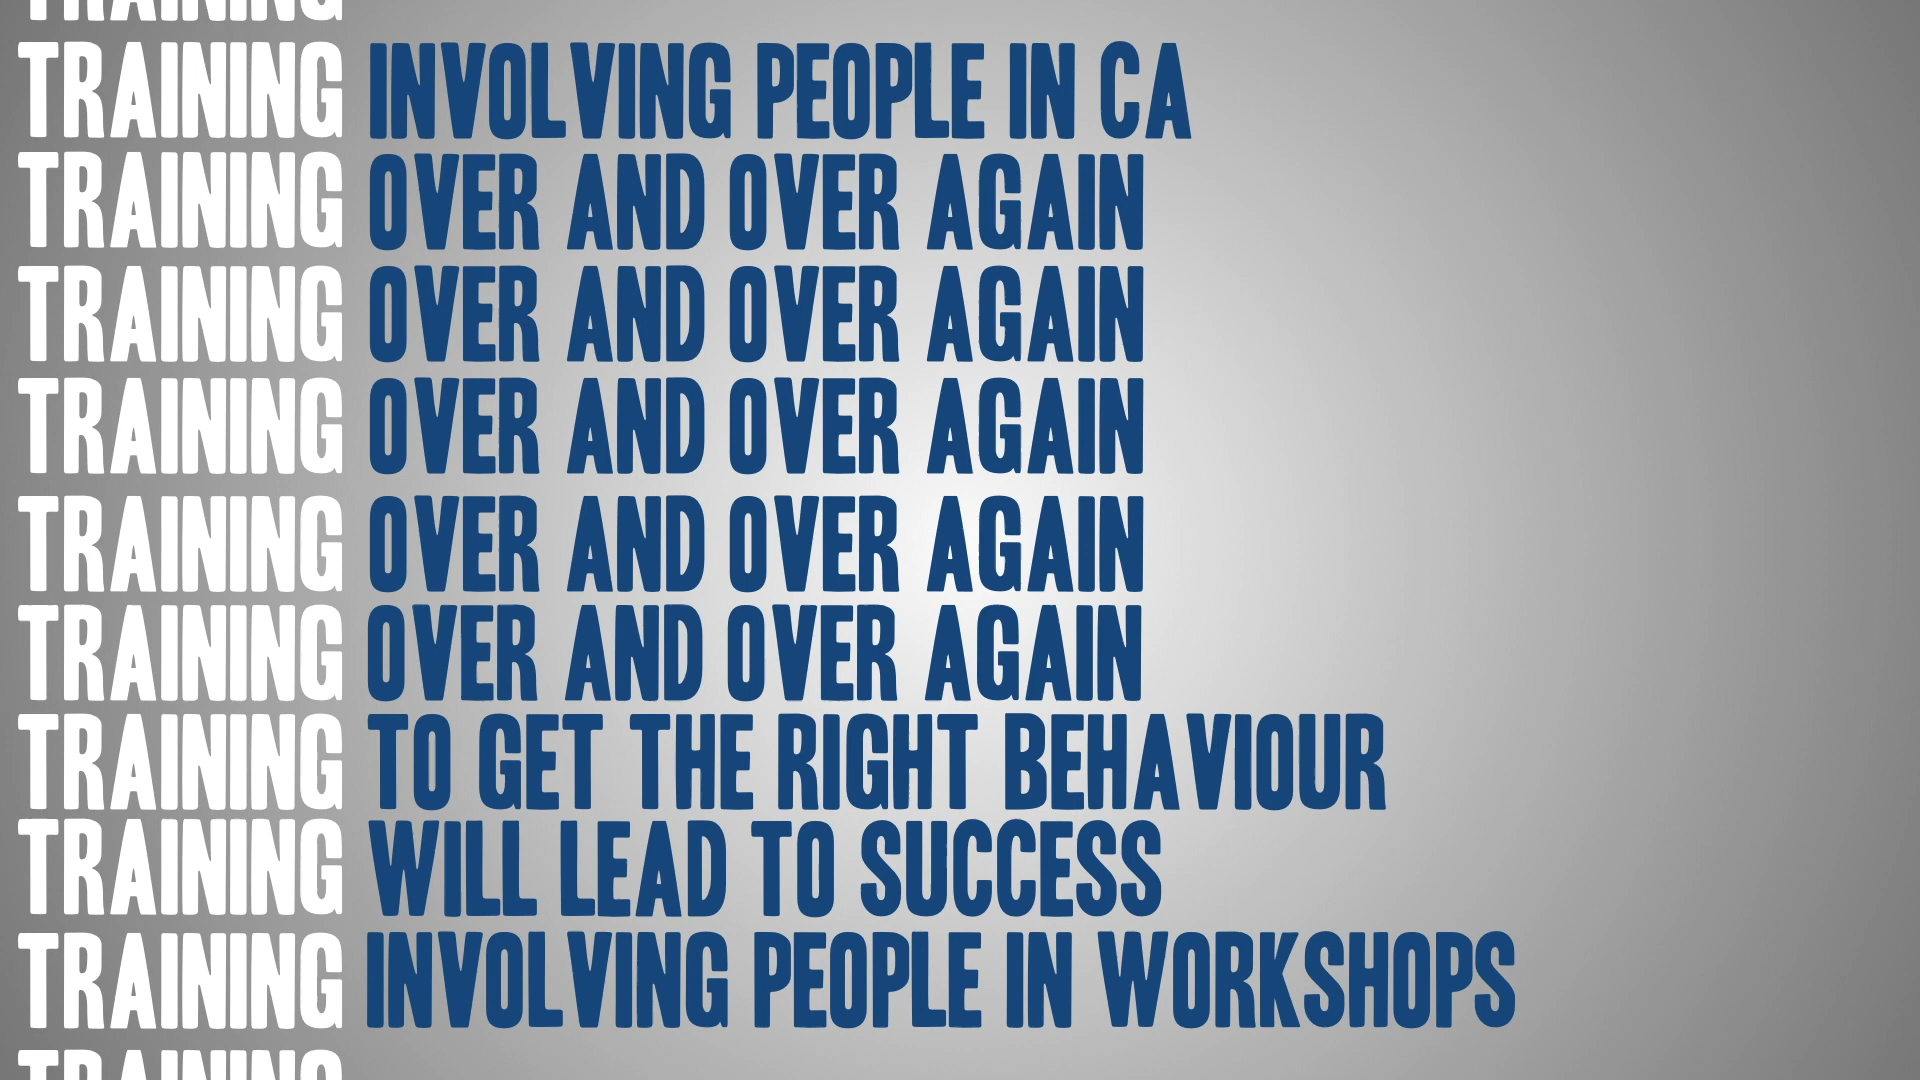 TRAINING
TRAINING INVOLVING PEOPLE IN CA
TRAINING OVER AND OVER AGAIN
TRAINING OVER AND OVER AGAIN
TRAINING OVER AND OVER AGAIN
TRAINING OVER AND OVER AGAIN
TRAINING OVER AND OVER AGAIN
TRAINING TO GET THE RIGHT BEHAVIOUR
TRAINING WILL LEAD TO SUCCESS
TRAINING INVOLVING PEOPLE IN WORKSHOPS
TRAINING